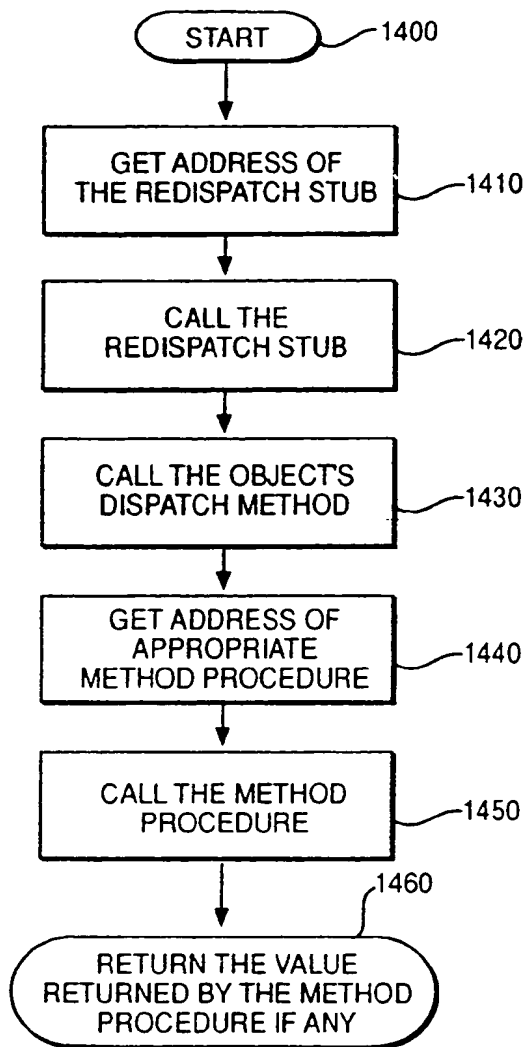 START
1400
GET ADDRESS OF
THE REDISPATCH STUB
1410
CALL THE
REDISPATCH STUB
1420
CALL THE OBJECT'S
DISPATCH METHOD
1430
GET ADDRESS OF
APPROPRIATE
METHOD PROCEDURE
1440
CALL THE METHOD
PROCEDURE
1450
1460
RETURN THE VALUE
RETURNED BY THE METHOD
PROCEDURE IF ANY